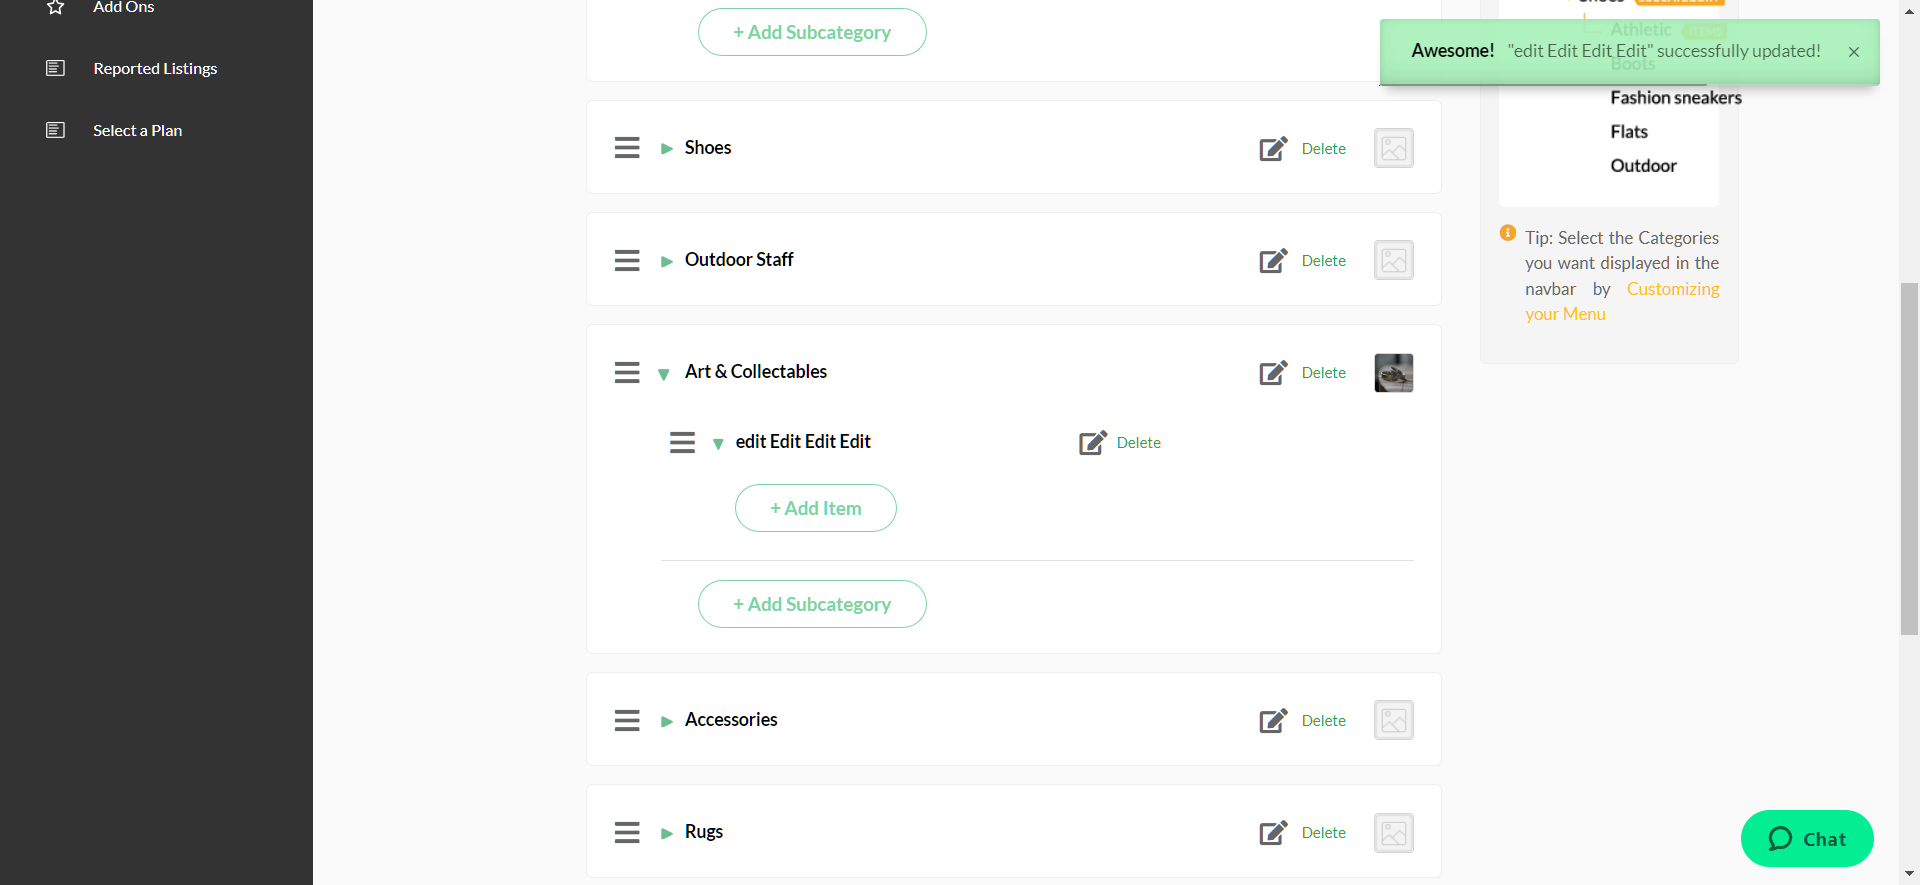 Add Ons
Reported Listings
Select a Plan
+ Add Subcategory
Shoes
Delete
Outdoor Staff
Delete
Art & Collectables
Delete
edit Edit Edit Edit
Delete
+ Add Item
+ Add Subcategory
Accessories
Delete
Rugs
Delete
Athletic
Awesome! "edit Edit Edit Edit" successfully updated! ×
Boots
Fashion sneakers
Flats
Outdoor
Tip: Select the Categories
you want displayed in the
navbar by Customizing
your Menu
Chat